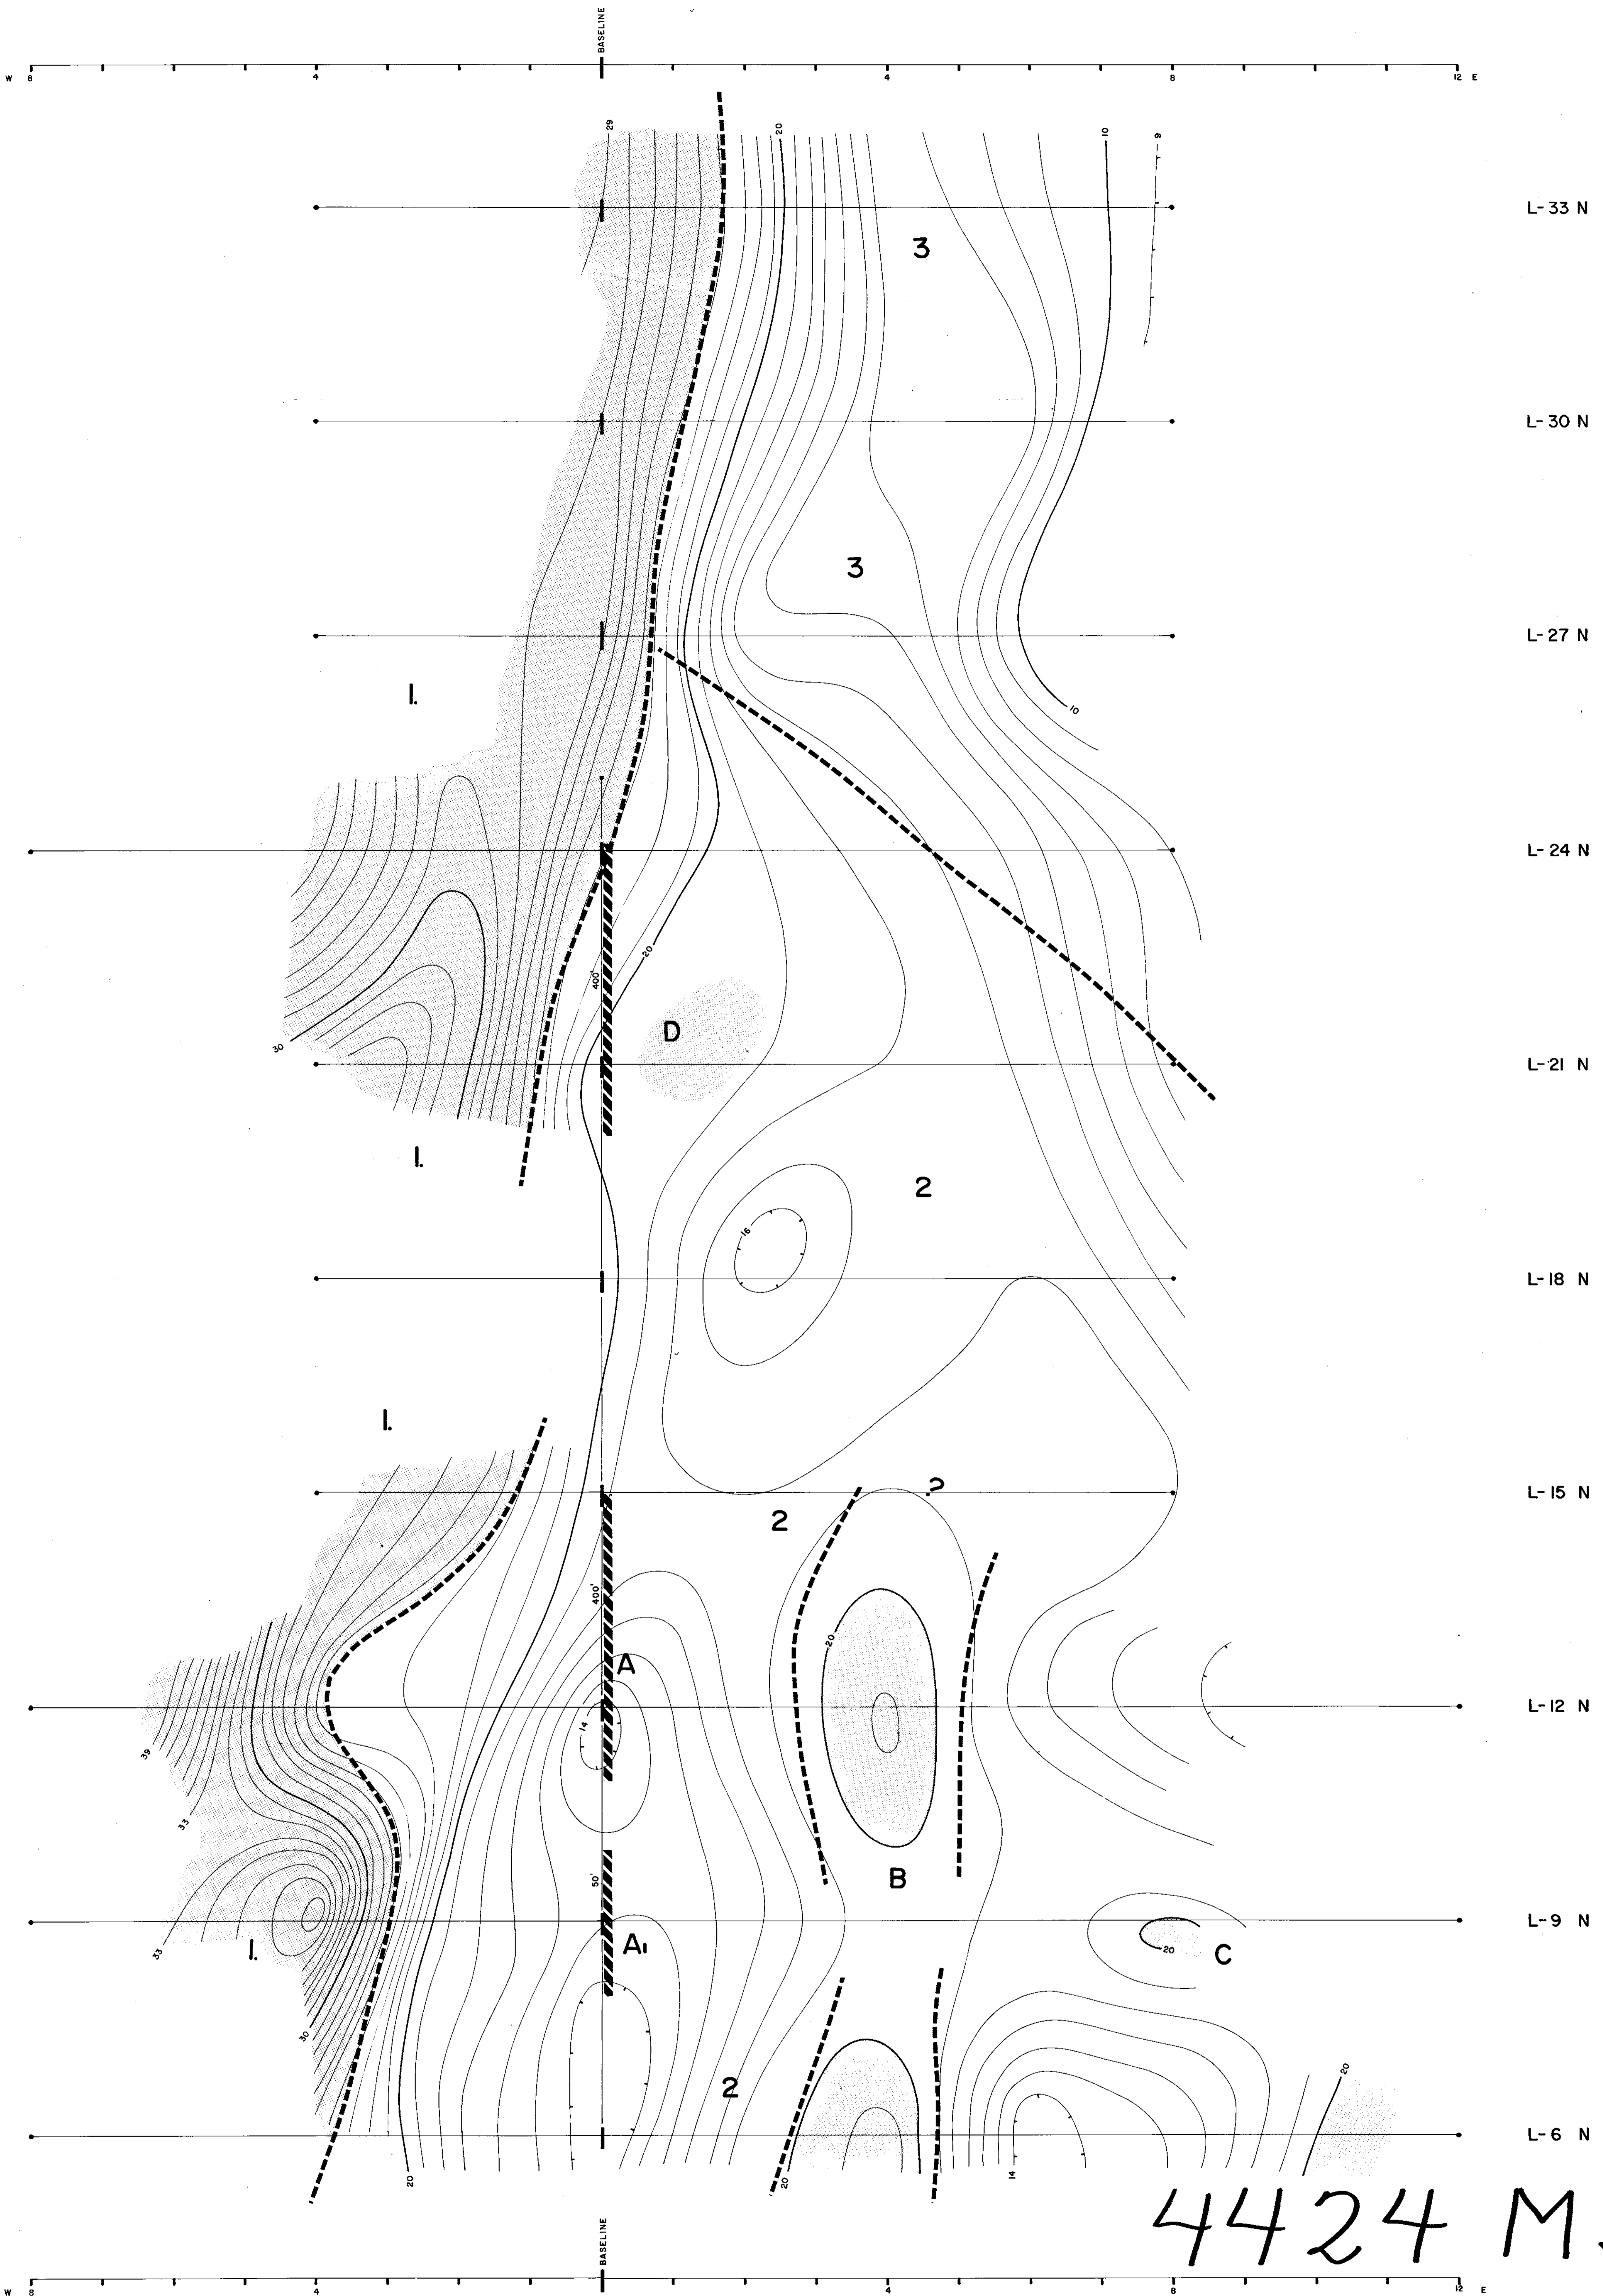 BASELINE
W 8 4 4 8 12 E
29 20 10 9
L-33 N
3
L-30 N
3
L-27 N
1.
10
L-24 N
20
400'
D
30
L-21 N
1.
2
16
L-18 N
1.
?
L-15 N
2
400'
20
A
L-12 N
14
39
33
B
50'
L-9 N
A1
20 C
33
1.
30
20
2
L-6 N
20 20 14
4424 M.
BASELINE
W 8 4 4 8 12 E